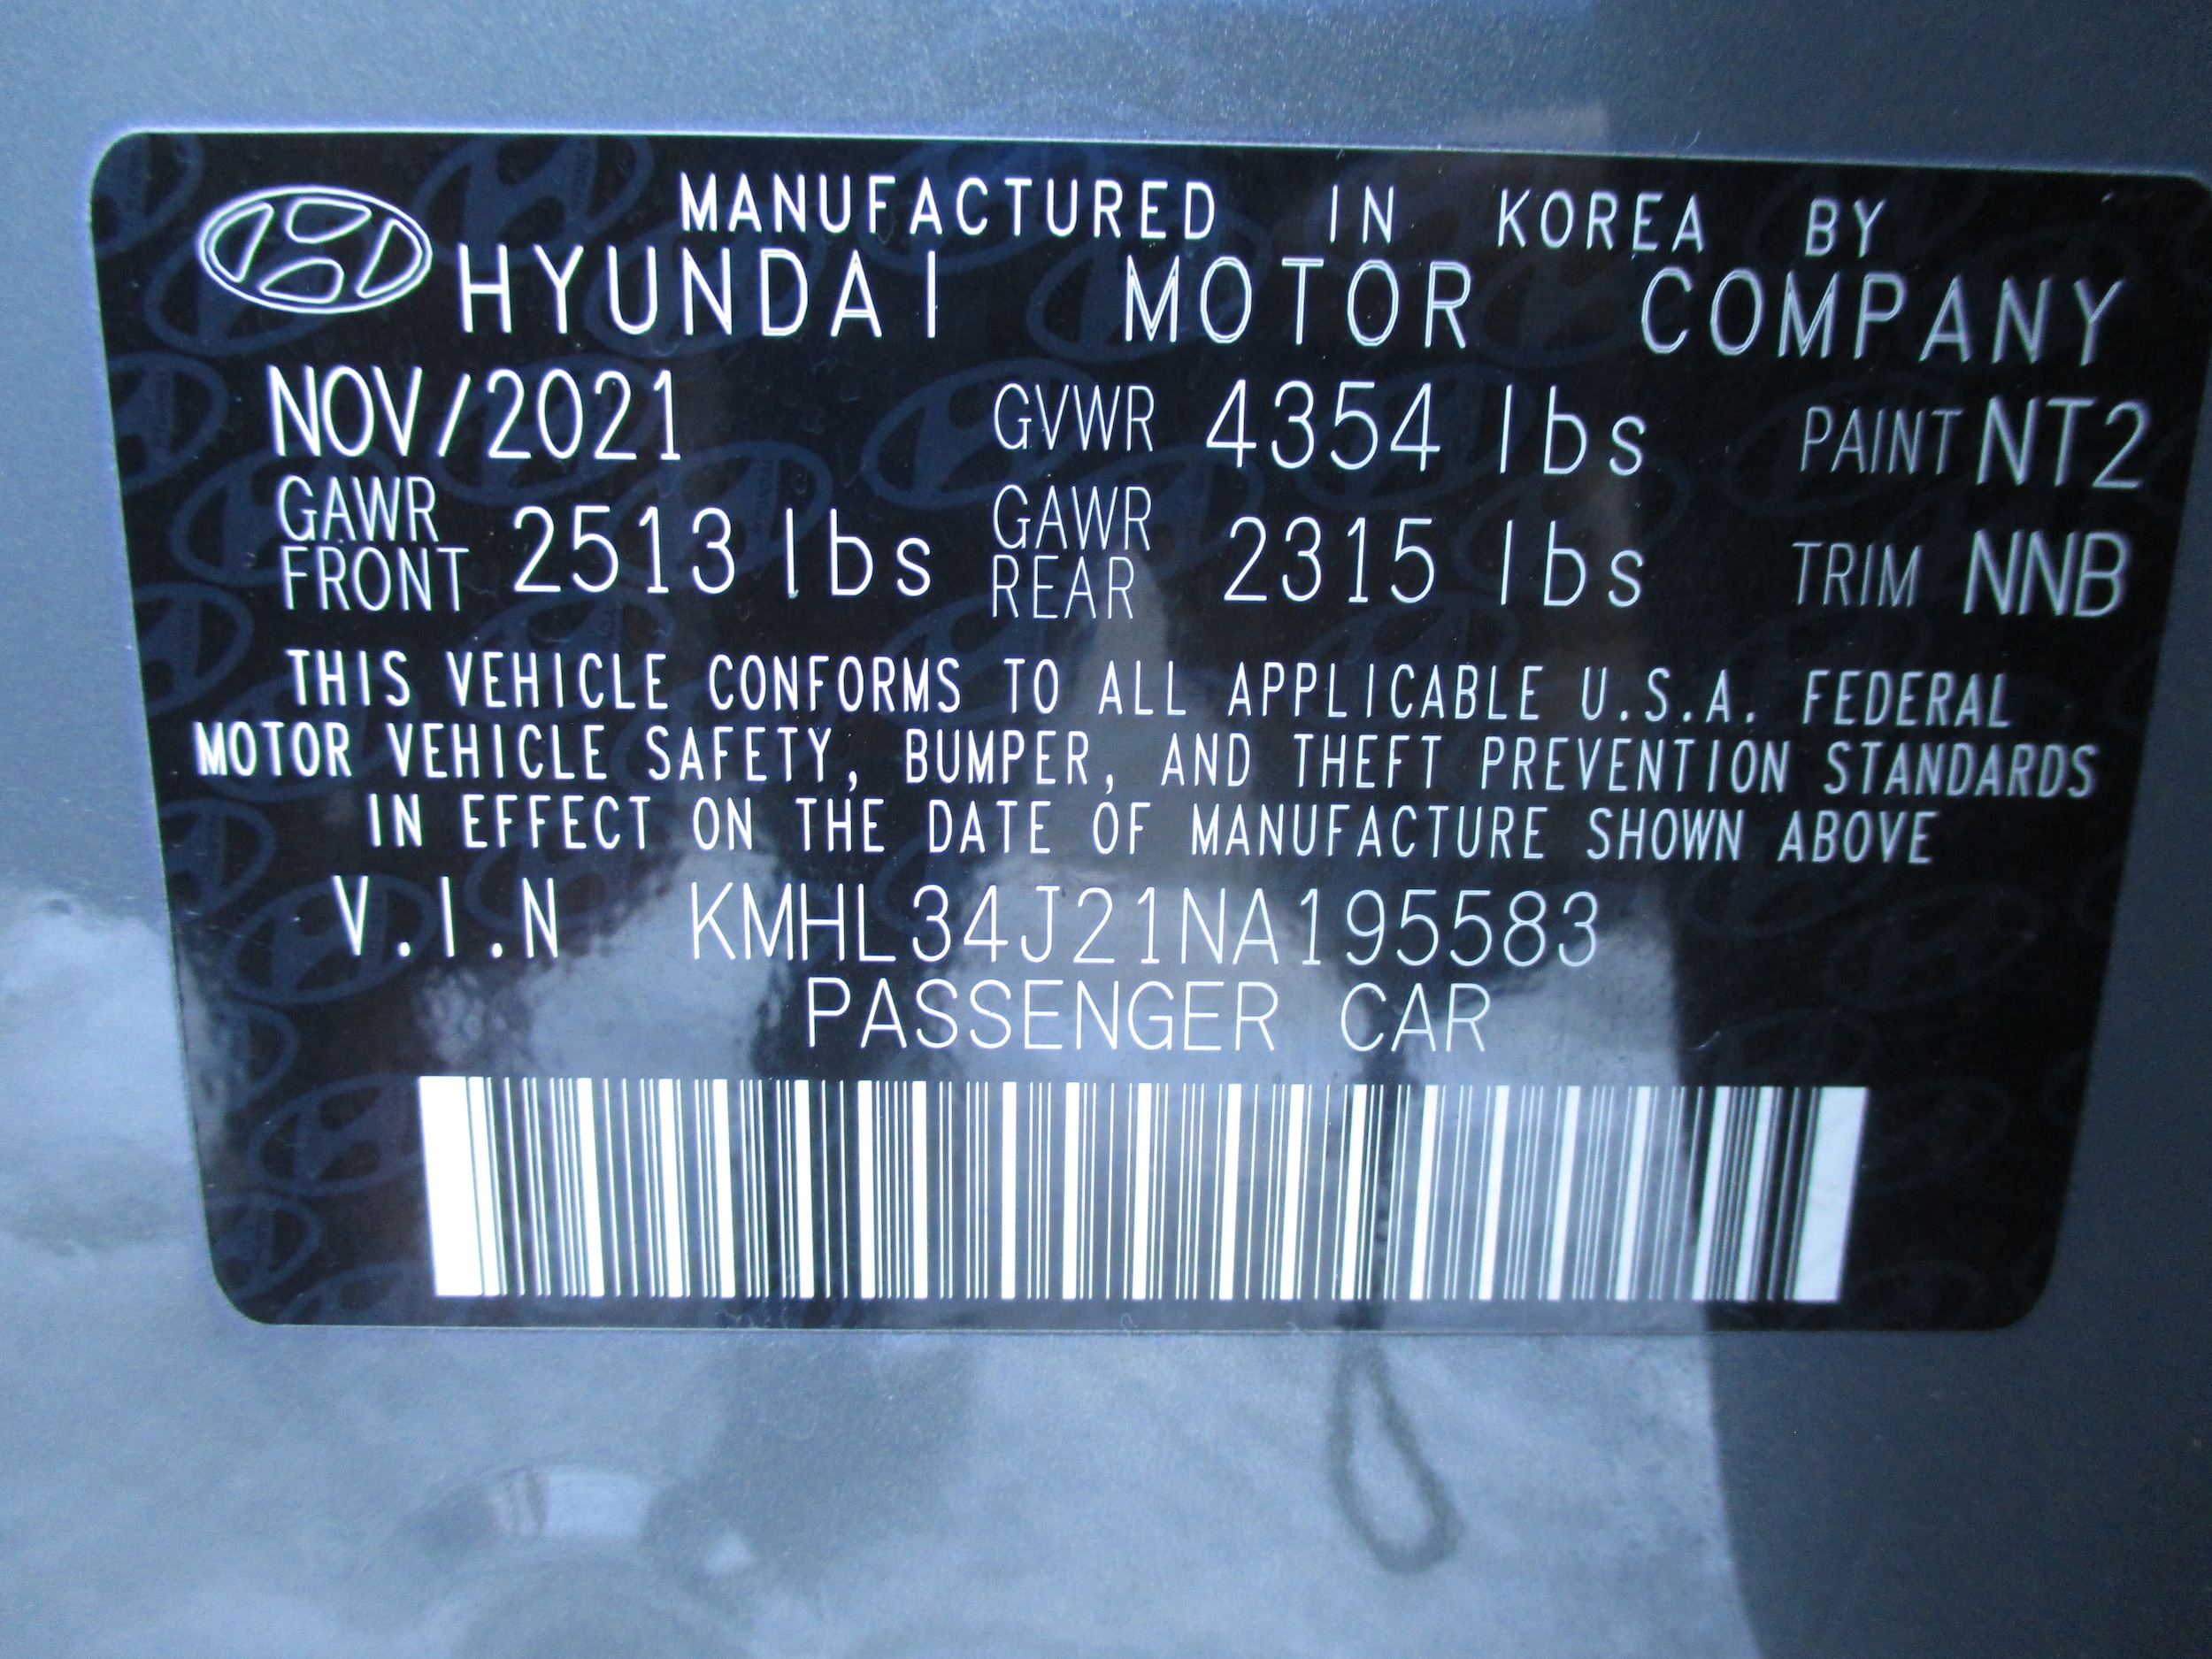 MANUFACTURED IN KOREA BY
HYUNDAI MOTOR COMPANY
NOV/2021 GVWR 4354 lbs PAINT NT2
GAWR FRONT 2513 lbs GAWR REAR 2315 lbs TRIM NNB
THIS VEHICLE CONFORMS TO ALL APPLICABLE U.S.A. FEDERAL
MOTOR VEHICLE SAFETY, BUMPER, AND THEFT PREVENTION STANDARDS
IN EFFECT ON THE DATE OF MANUFACTURE SHOWN ABOVE
V.I.N KMHL34J21NA195583
PASSENGER CAR